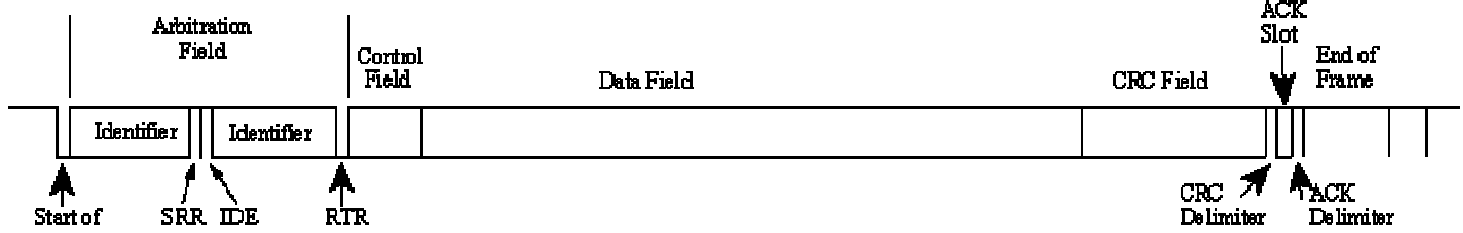 Arbitration
Field
Control
Field
Data Field
CRC Field
ACK
Slot
End of
Frame
Identifier
Identifier
Start of
SRR
IDE
RTR
CRC
Delimiter
ACK
Delimiter